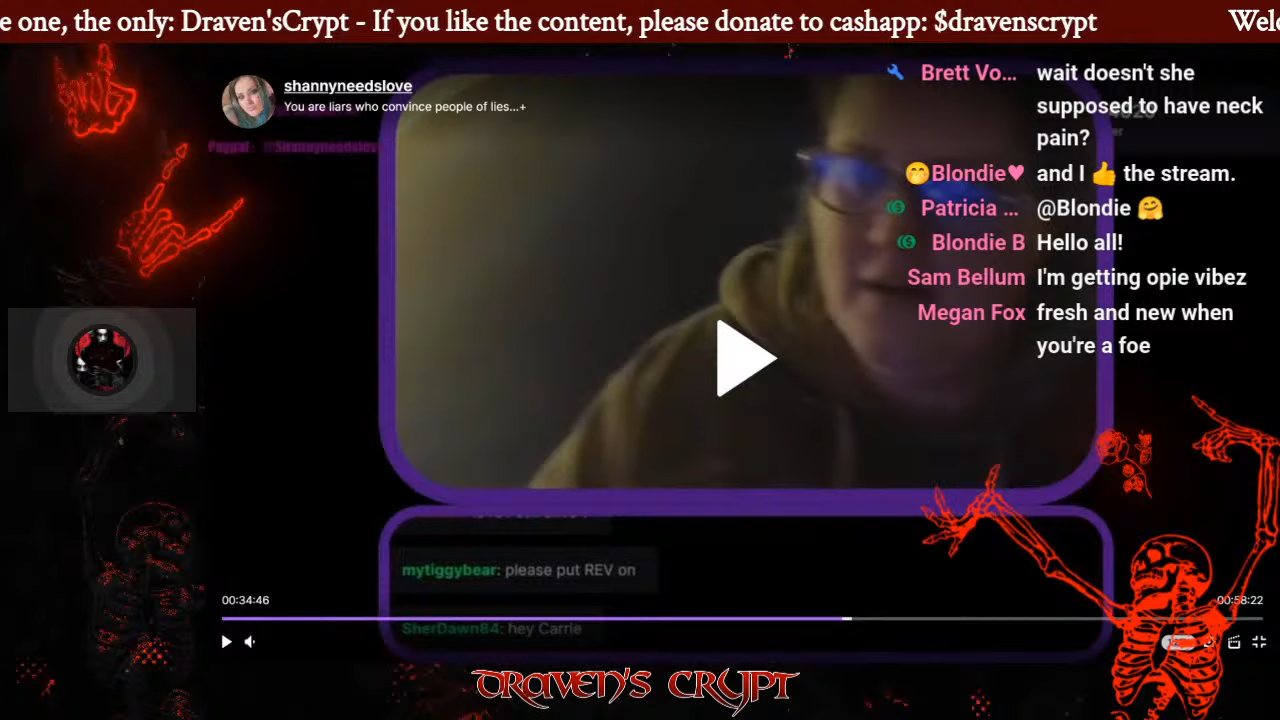 e one, the only: Draven'sCrypt - If you like the content, please donate to cashapp: $dravenscrypt Welc
shannyneedslove
You are liars who convince people of lies...+
Paypal: @Shannyneedslove
Brett Vo... wait doesn't she
supposed to have neck
pain?
🤭Blondie♥ and I 👍 the stream.
Patricia ... @Blondie 🤗
Blondie B Hello all!
Sam Bellum I'm getting opie vibez
Megan Fox fresh and new when
you're a foe
mytiggybear: please put REV on
00:34:46
00:58:22
SherDawn84: hey Carrie
DRAVEN'S CRYPT